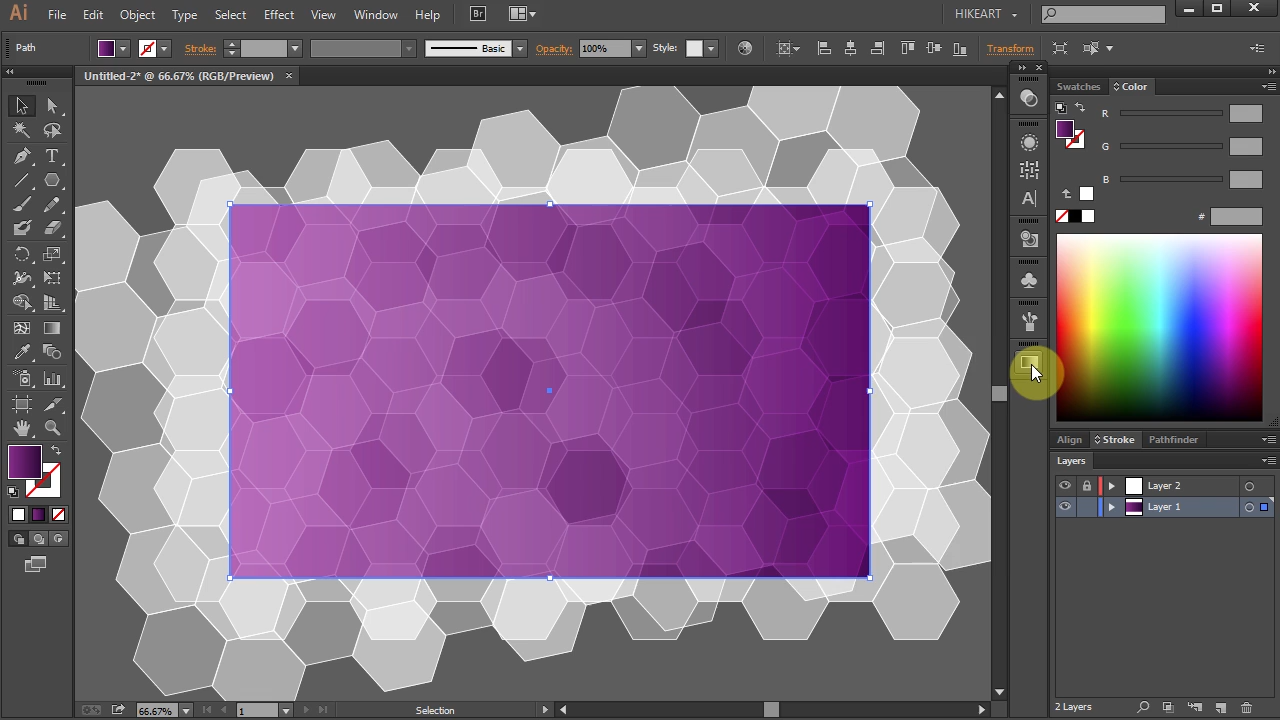 Ai File Edit Object Type Select Effect View Window Help Br HIKEART
Path Stroke: Basic Opacity: 100% Style: Transform
Untitled-2* @ 66.67% (RGB/Preview)
Swatches Color
R
G
B
#
Align Stroke Pathfinder
Layers
Layer 2
Layer 1
2 Layers
66.67% 1 Selection